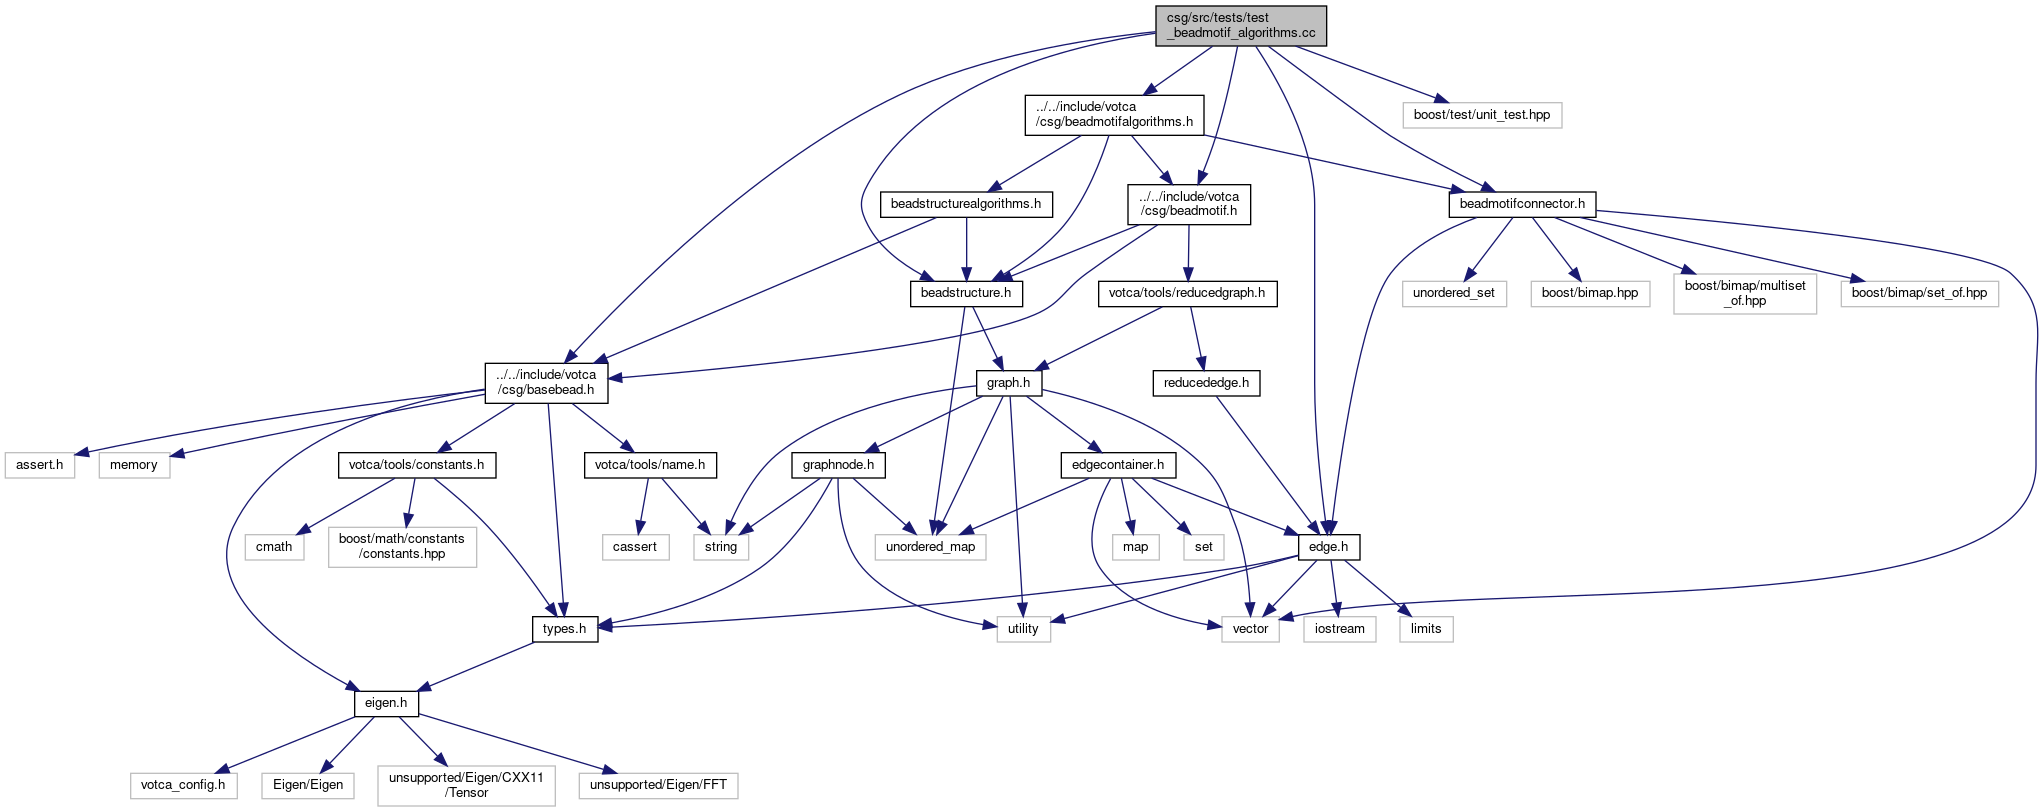 csg/src/tests/test
_beadmotif_algorithms.cc
../../include/votca
/csg/beadmotifalgorithms.h
boost/test/unit_test.hpp
beadstructurealgorithms.h
../../include/votca
/csg/beadmotif.h
beadmotifconnector.h
beadstructure.h
votca/tools/reducedgraph.h
unordered_set
boost/bimap.hpp
boost/bimap/multiset
_of.hpp
boost/bimap/set_of.hpp
../../include/votca
/csg/basebead.h
graph.h
reducededge.h
assert.h
memory
votca/tools/constants.h
votca/tools/name.h
graphnode.h
edgecontainer.h
cmath
boost/math/constants
/constants.hpp
cassert
string
unordered_map
map
set
edge.h
types.h
utility
vector
iostream
limits
eigen.h
votca_config.h
Eigen/Eigen
unsupported/Eigen/CXX11
/Tensor
unsupported/Eigen/FFT